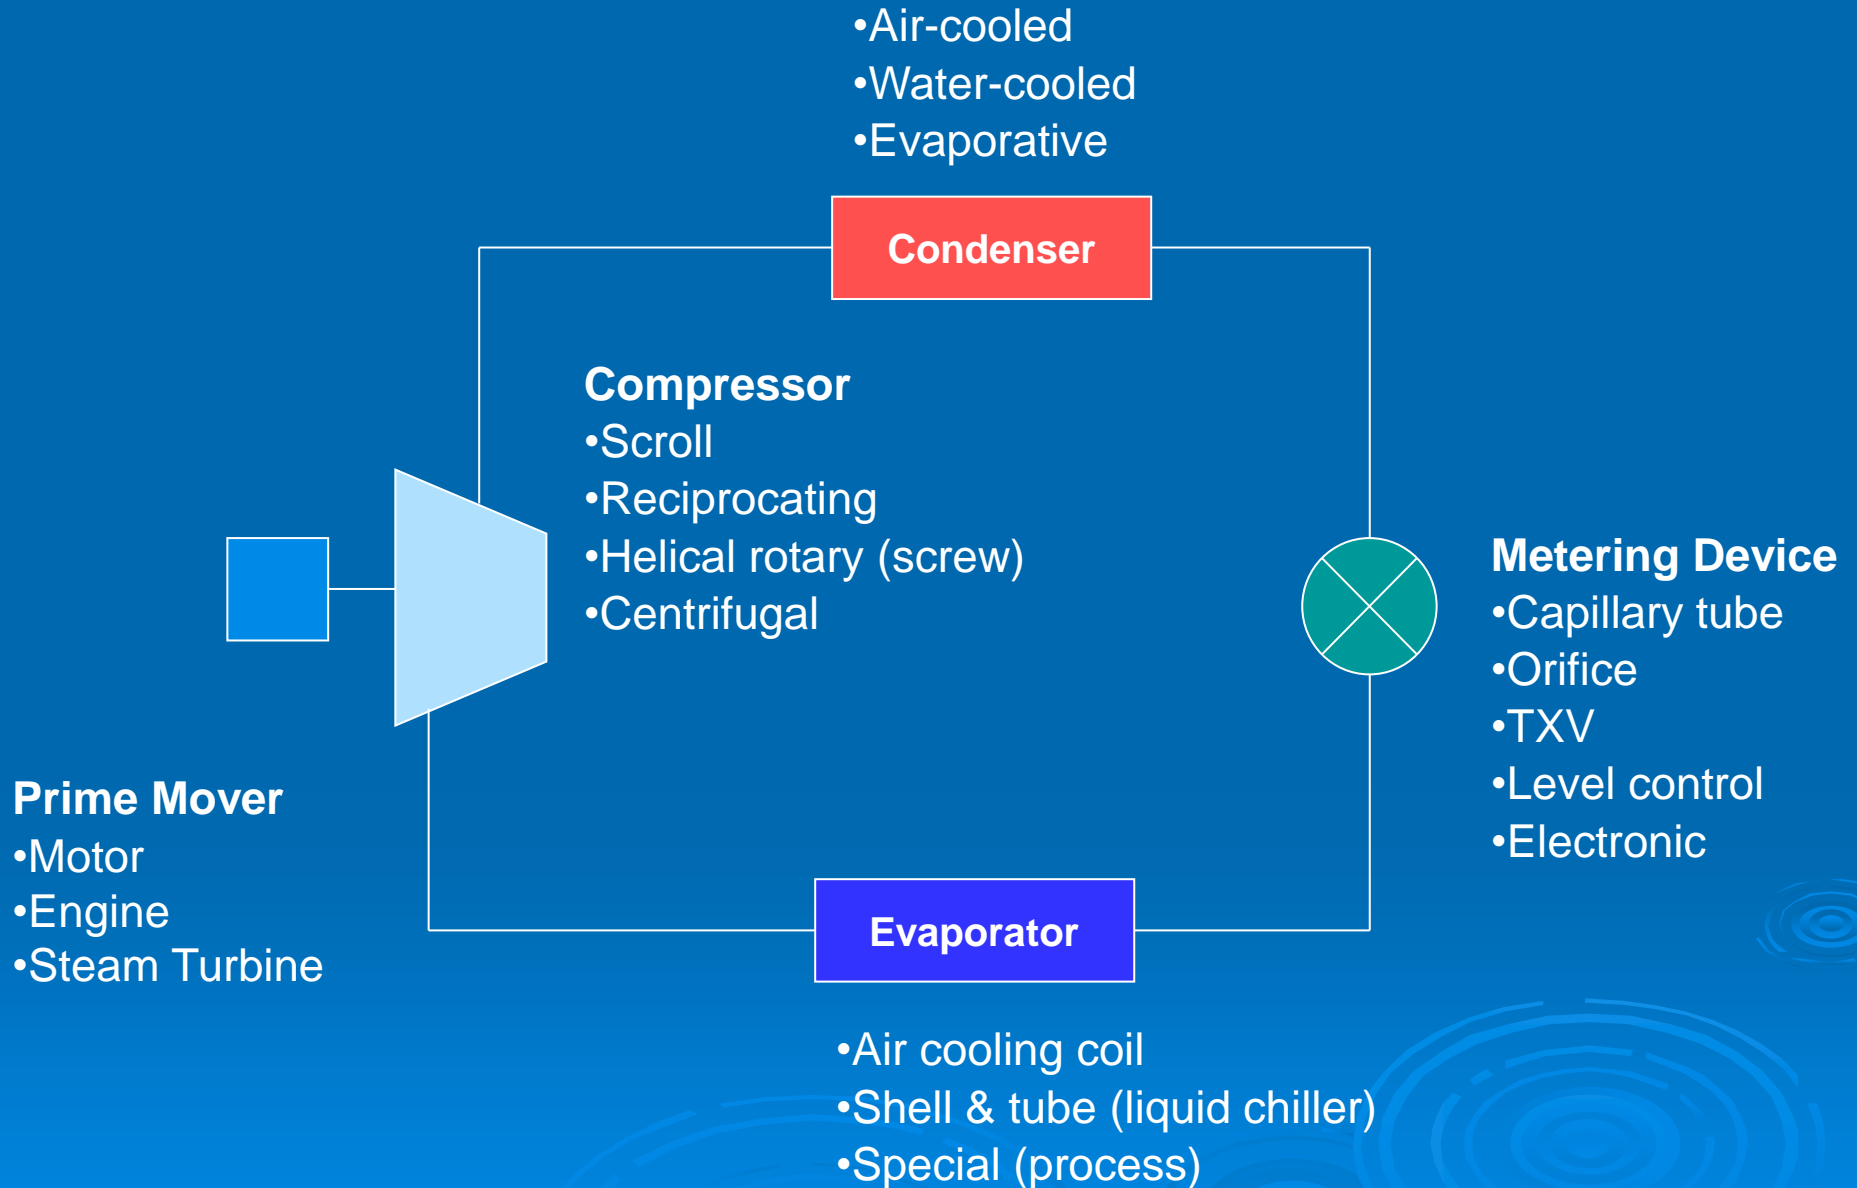 •Air-cooled
•Water-cooled
•Evaporative
Condenser
Compressor
•Scroll
•Reciprocating
•Helical rotary (screw)
•Centrifugal
Metering Device
•Capillary tube
•Orifice
•TXV
•Level control
•Electronic
Prime Mover
•Motor
•Engine
•Steam Turbine
Evaporator
•Air cooling coil
•Shell & tube (liquid chiller)
•Special (process)